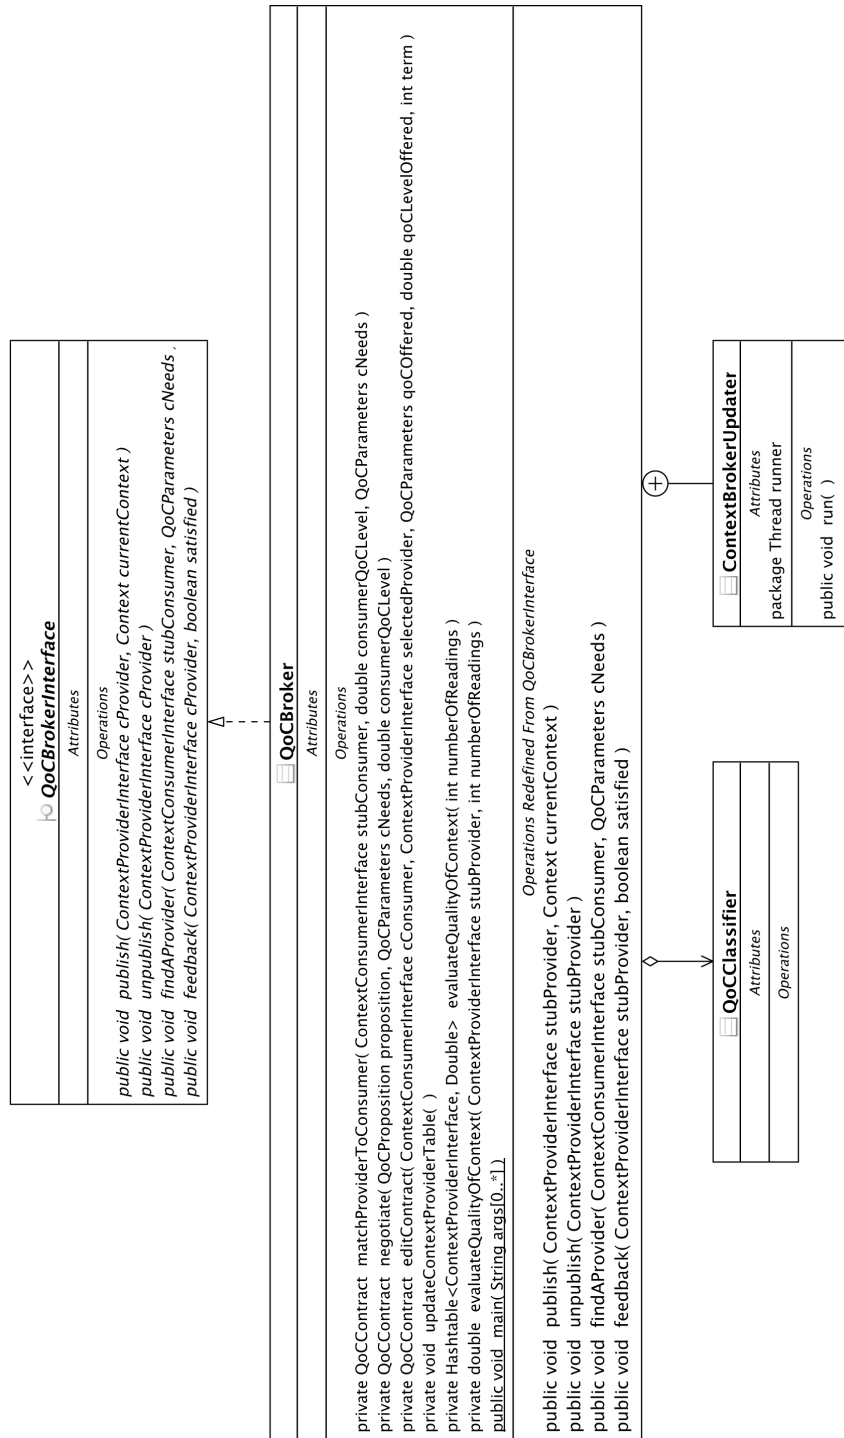 <<interface>>
QoCBrokerInterface
Attributes
Operations
public void publish( ContextProviderInterface cProvider, Context currentContext )
public void unpublish( ContextProviderInterface cProvider )
public void findAProvider( ContextConsumerInterface stubConsumer, QoCParameters cNeeds )
public void feedback( ContextProviderInterface cProvider, boolean satisfied )
QoCBroker
Attributes
Operations
private QoCContract matchProviderToConsumer( ContextConsumerInterface stubConsumer, double consumerQoCLevel, QoCParameters cNeeds )
private QoCContract negotiate( QoCProposition proposition, QoCParameters cNeeds, double consumerQoCLevel )
private QoCContract editContract( ContextConsumerInterface cConsumer, ContextProviderInterface selectedProvider, QoCParameters qoCOffered, double qoCLevelOffered, int term )
private void updateContextProviderTable( )
private Hashtable<ContextProviderInterface, Double> evaluateQualityOfContext( int numberOfReadings )
private double evaluateQualityOfContext( ContextProviderInterface stubProvider, int numberOfReadings )
public void main( String args[0..*] )
Operations Redefined From QoCBrokerInterface
public void publish( ContextProviderInterface stubProvider, Context currentContext )
public void unpublish( ContextProviderInterface stubProvider )
public void findAProvider( ContextConsumerInterface stubConsumer, QoCParameters cNeeds )
public void feedback( ContextProviderInterface stubProvider, boolean satisfied )
QoCClassifier
Attributes
Operations
ContextBrokerUpdater
Attributes
package Thread runner
Operations
public void run( )